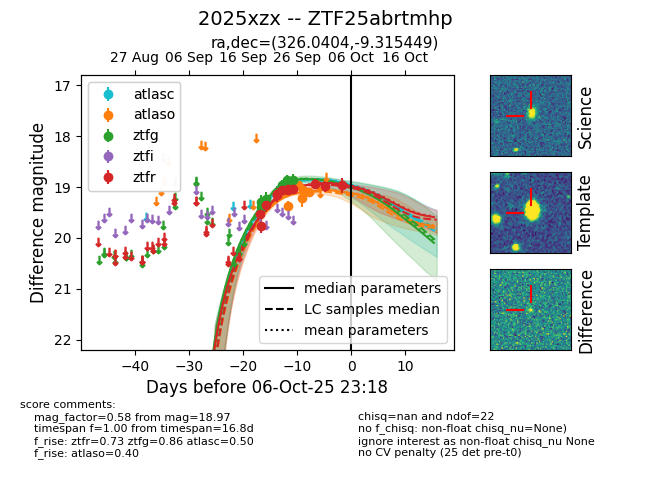 2025xzx -- ZTF25abrtmhp
ra,dec=(326.0404,-9.315449)
27 Aug 06 Sep 16 Sep 26 Sep 06 Oct 16 Oct
17
18
19
20
21
22
Difference magnitude
atlasc
atlaso
ztfg
ztfi
ztfr
median parameters
LC samples median
mean parameters
−40 −30 −20 −10 0 10
Days before 06-Oct-25 23:18
Science
Template
Difference
score comments:
mag_factor=0.58 from mag=18.97
timespan f=1.00 from timespan=16.8d
f_rise: ztfr=0.73 ztfg=0.86 atlasc=0.50
f_rise: atlaso=0.40
chisq=nan and ndof=22
no f_chisq: non-float chisq_nu=None)
ignore interest as non-float chisq_nu None
no CV penalty (25 det pre-t0)